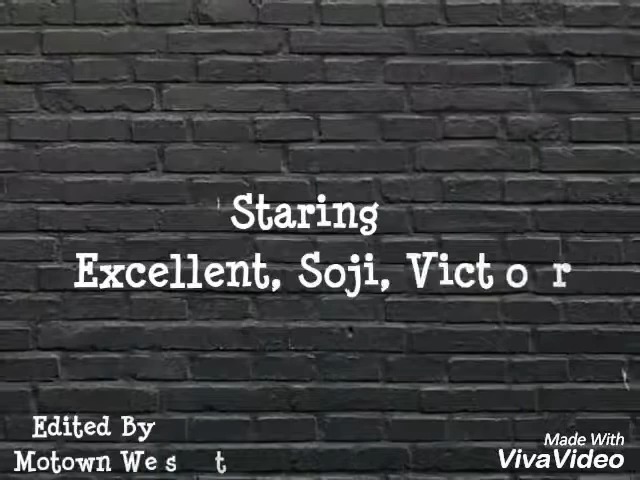 Staring
Excellent, Soji, Victor
Edited By
Motown West
Made With
VivaVideo